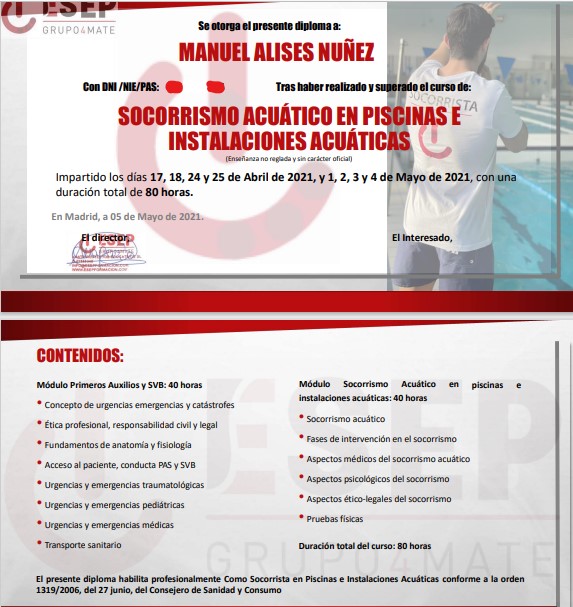 ESEP
GRUPO4MATE
Se otorga el presente diploma a:
MANUEL ALISES NUÑEZ
Con DNI /NIE/PAS:
Tras haber realizado y superado el curso de:
SOCORRISMO ACUÁTICO EN PISCINAS E
INSTALACIONES ACUÁTICAS
(Enseñanza no reglada y sin carácter oficial)
SOCORRISTA
Impartido los días 17, 18, 24 y 25 de Abril de 2021, y 1, 2, 3 y 4 de Mayo de 2021, con una
duración total de 80 horas.
En Madrid, a 05 de Mayo de 2021.
El director,
El Interesado,
ESEP
CONTENIDOS:
Módulo Primeros Auxilios y SVB: 40 horas
Concepto de urgencias emergencias y catástrofes
Ética profesional, responsabilidad civil y legal
Fundamentos de anatomía y fisiología
Acceso al paciente, conducta PAS y SVB
Urgencias y emergencias traumatológicas
Urgencias y emergencias pediátricas
Urgencias y emergencias médicas
Transporte sanitario
Módulo Socorrismo Acuático en piscinas e
instalaciones acuáticas: 40 horas
Socorrismo acuático
Fases de intervención en el socorrismo
Aspectos médicos del socorrismo acuático
Aspectos psicológicos del socorrismo
Aspectos ético-legales del socorrismo
Pruebas físicas
Duración total del curso: 80 horas
ESEP
GRUPO4MATE
El presente diploma habilita profesionalmente Como Socorrista en Piscinas e Instalaciones Acuáticas conforme a la orden
1319/2006, del 27 junio, del Consejero de Sanidad y Consumo